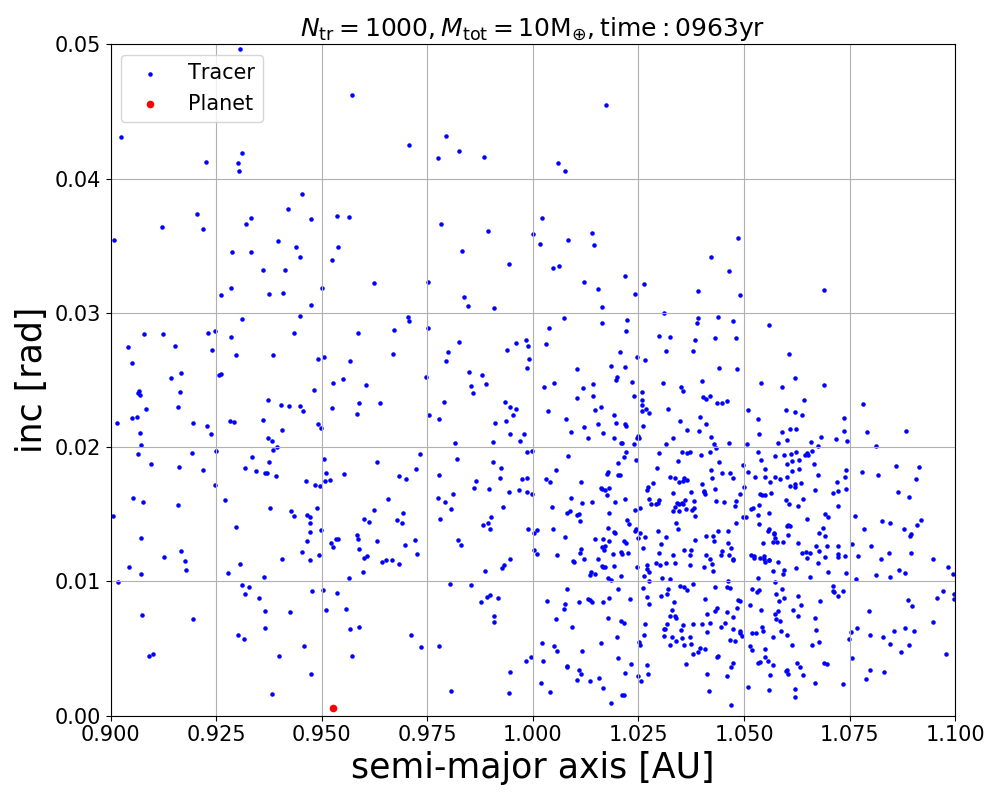 N_tr = 1000, M_tot = 10M_⊕, time : 0963yr
Tracer
Planet
0.05
0.04
0.03
0.02
0.01
0.00
inc [rad]
0.900 0.925 0.950 0.975 1.000 1.025 1.050 1.075 1.100
semi-major axis [AU]